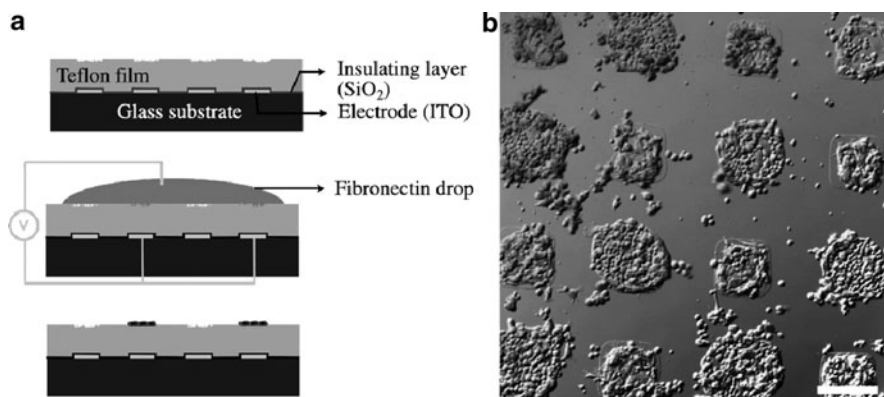 a
Teflon film
Insulating layer
(SiO₂)
Glass substrate
Electrode (ITO)
Fibronectin drop
V
b